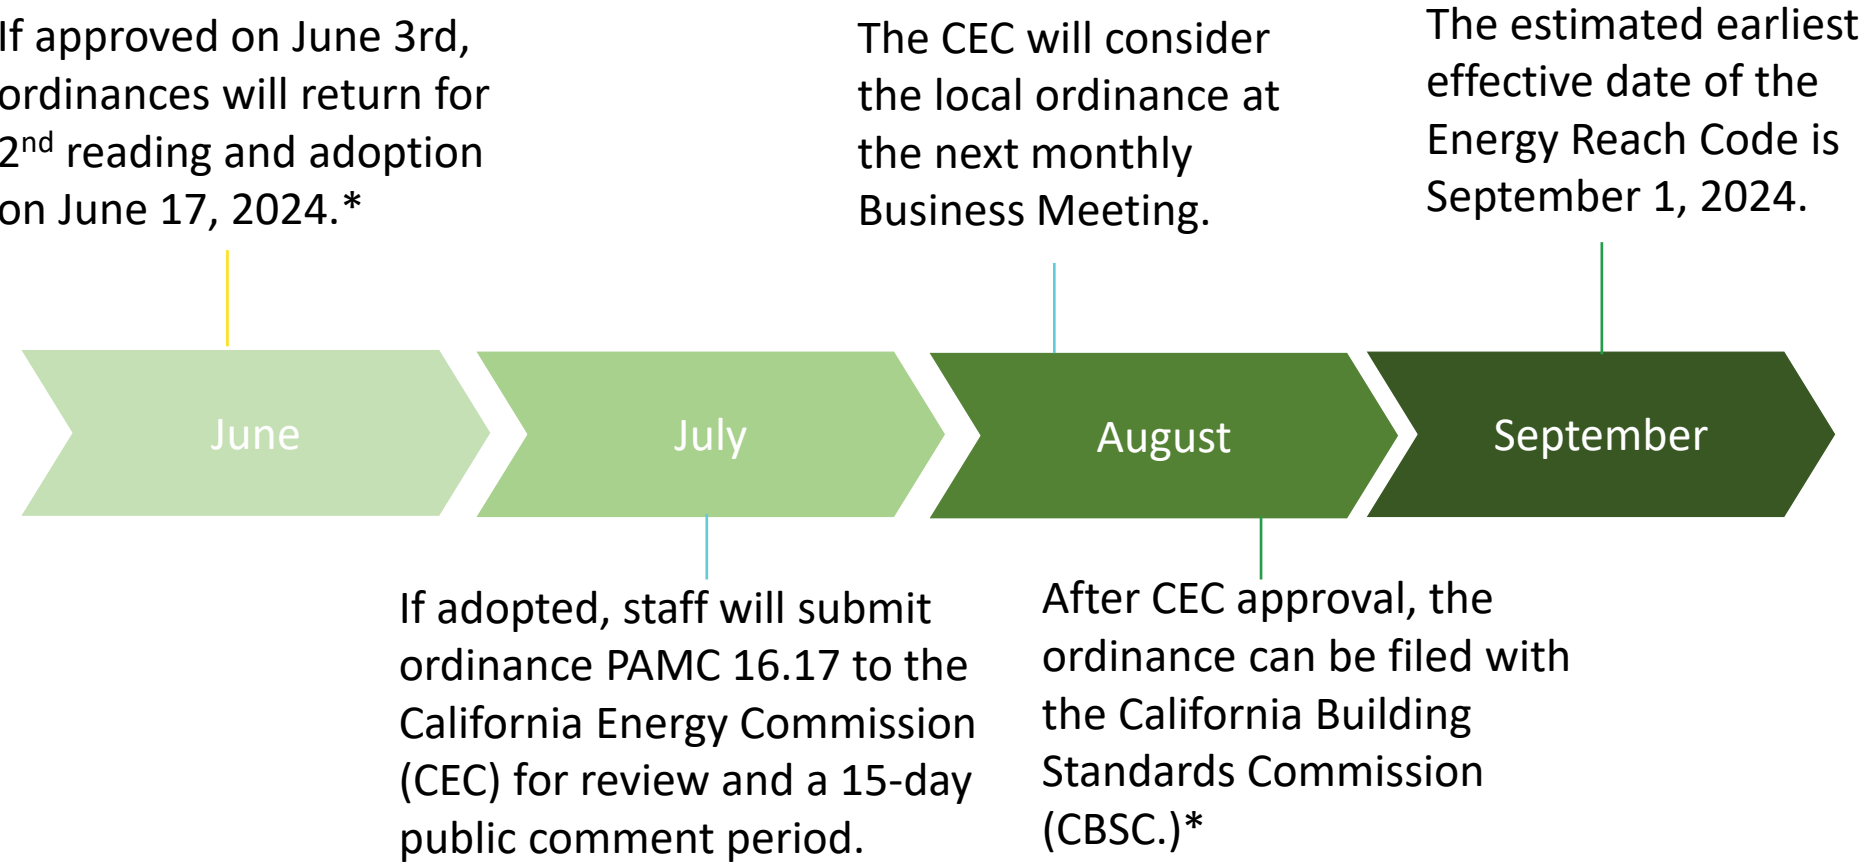 If approved on June 3rd,
ordinances will return for
2nd reading and adoption
on June 17, 2024.*
The CEC will consider
the local ordinance at
the next monthly
Business Meeting.
The estimated earliest
effective date of the
Energy Reach Code is
September 1, 2024.
June
July
August
September
If adopted, staff will submit
ordinance PAMC 16.17 to the
California Energy Commission
(CEC) for review and a 15-day
public comment period.
After CEC approval, the
ordinance can be filed with
the California Building
Standards Commission
(CBSC.)*